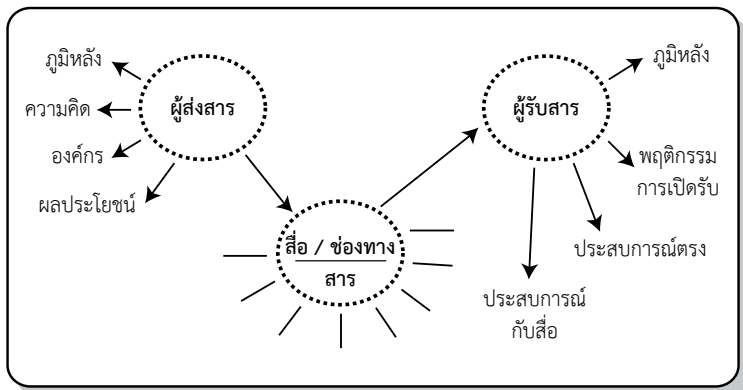 ภูมิหลัง
ความคิด
องค์กร
ผลประโยชน์
ผู้ส่งสาร
สื่อ / ช่องทาง
สาร
ผู้รับสาร
ภูมิหลัง
พฤติกรรม
การเปิดรับ
ประสบการณ์ตรง
ประสบการณ์
กับสื่อ